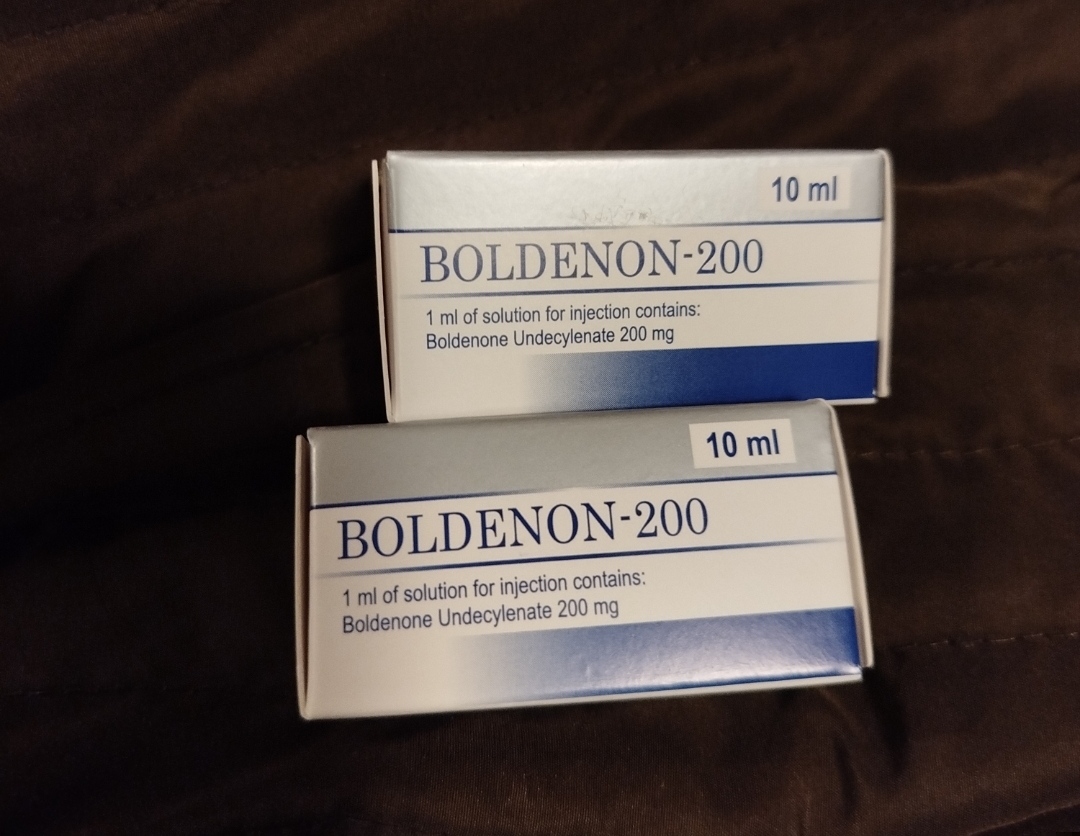 10 ml
BOLDENON-200
1 ml of solution for injection contains:
Boldenone Undecylenate 200 mg
10 ml
BOLDENON-200
1 ml of solution for injection contains:
Boldenone Undecylenate 200 mg